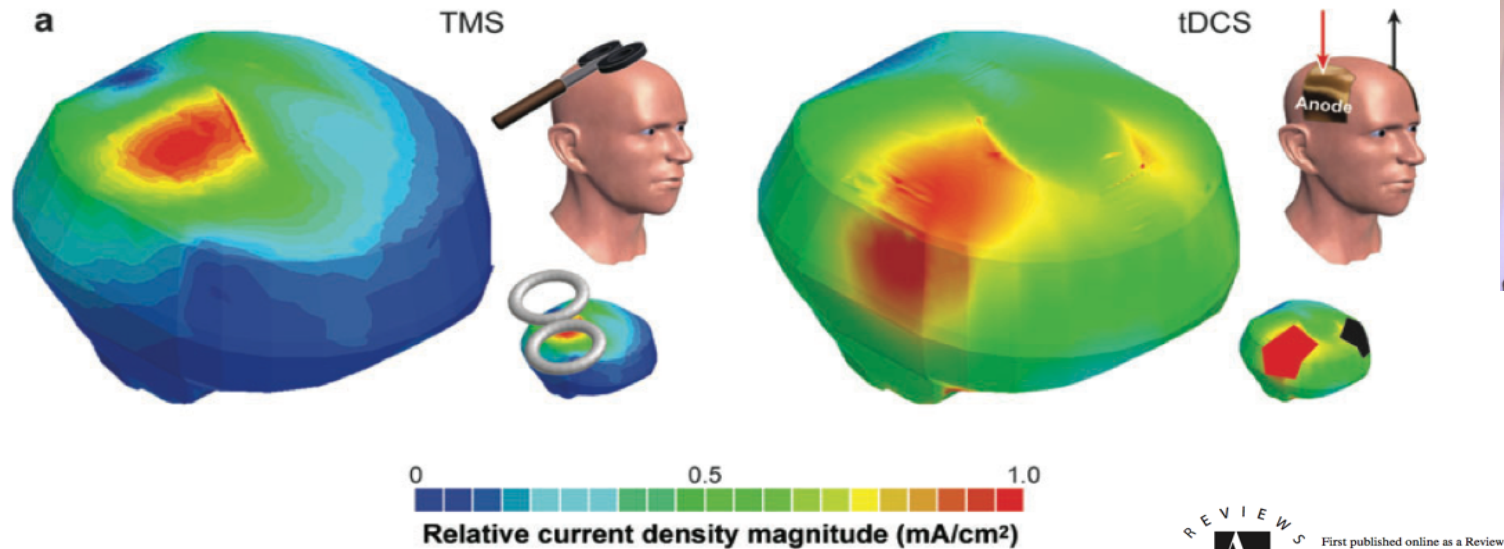 a
TMS
tDCS
Anode
0 0.5 1.0
Relative current density magnitude (mA/cm²)
REVIEWS
A
First published online as a Review